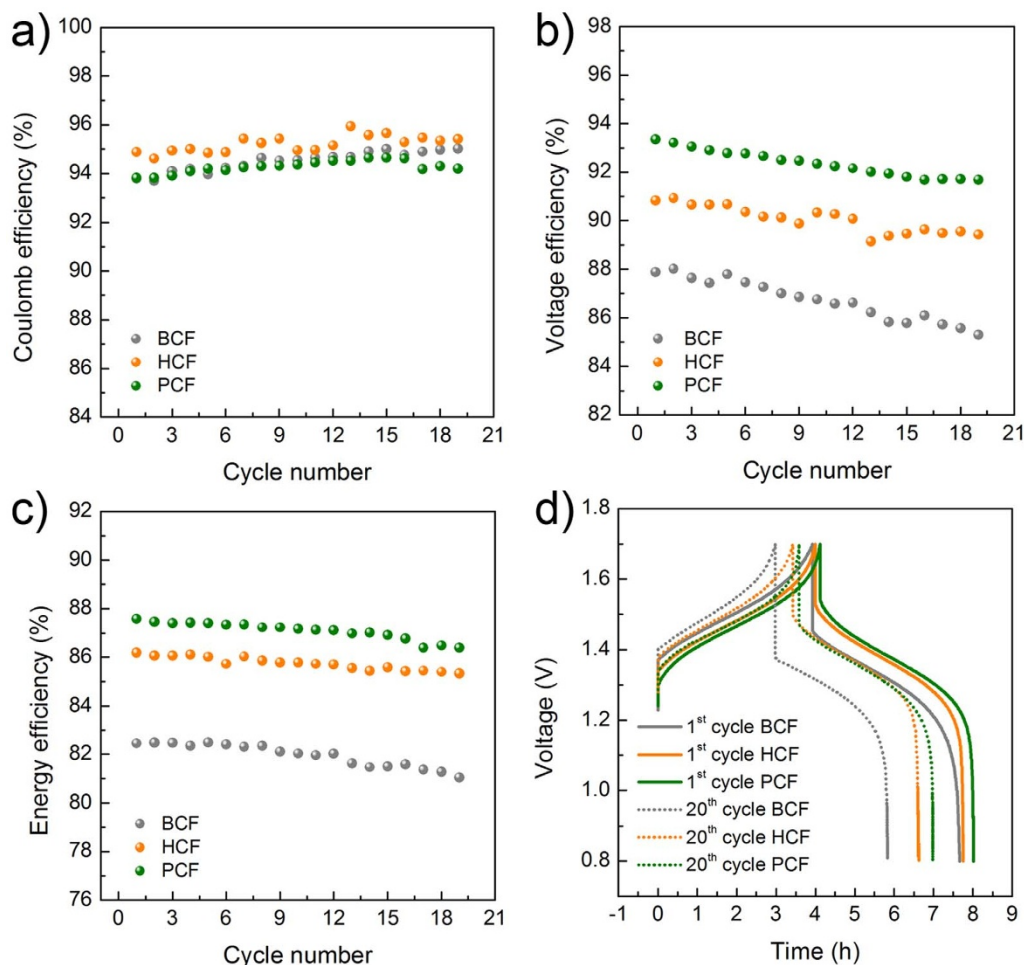 a)
100
98
96
94
92
90
88
86
84
Coulomb efficiency (%)
BCF
HCF
PCF
0 3 6 9 12 15 18 21
Cycle number
b)
98
96
94
92
90
88
86
84
82
Voltage efficiency (%)
BCF
HCF
PCF
0 3 6 9 12 15 18 21
Cycle number
c)
92
90
88
86
84
82
80
78
76
Energy efficiency (%)
BCF
HCF
PCF
0 3 6 9 12 15 18 21
Cycle number
d)
1.8
1.6
1.4
1.2
1.0
0.8
Voltage (V)
1st cycle BCF
1st cycle HCF
1st cycle PCF
20th cycle BCF
20th cycle HCF
20th cycle PCF
-1 0 1 2 3 4 5 6 7 8 9
Time (h)